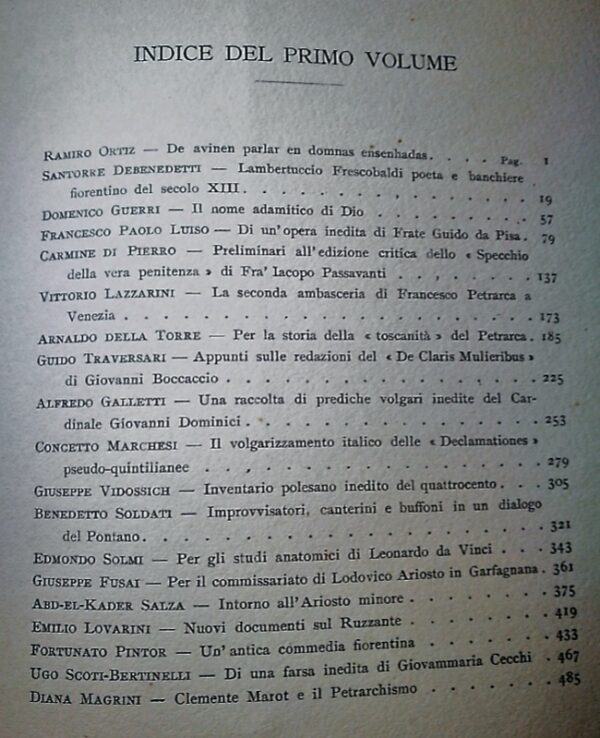 INDICE DEL PRIMO VOLUME
RAMIRO ORTIZ — De avinen parlar en domnas ensenhadas. . . . Pag. 1
SANTORRE DEBENEDETTI — Lambertuccio Frescobaldi poeta e banchiere
fiorentino del secolo XIII. . . . . . . . . . . . . 19
DOMENICO GUERRI — Il nome adamitico di Dio . . . . . . . . 57
FRANCESCO PAOLO LUISO — Di un'opera inedita di Frate Guido da Pisa. 79
CARMINE DI PIERRO — Preliminari all'edizione critica dello « Specchio
della vera penitenza » di Fra' Iacopo Passavanti . . . . . . 137
VITTORIO LAZZARINI — La seconda ambasceria di Francesco Petrarca a
Venezia . . . . . . . . . . . . . . . . . 173
ARNALDO DELLA TORRE — Per la storia della « toscanità » del Petrarca. 185
GUIDO TRAVERSARI — Appunti sulle redazioni del « De Claris Mulieribus »
di Giovanni Boccaccio . . . . . . . . . . . . . 225
ALFREDO GALLETTI — Una raccolta di prediche volgari inedite del Car-
dinale Giovanni Dominici . . . . . . . . . . . . 253
CONCETTO MARCHESI — Il volgarizzamento italico delle « Declamationes »
pseudo-quintilianee . . . . . . . . . . . . . . 279
GIUSEPPE VIDOSSICH — Inventario polesano inedito del quattrocento. . . 305
BENEDETTO SOLDATI — Improvvisatori, canterini e buffoni in un dialogo
del Pontano. . . . . . . . . . . . . . . . . 321
EDMONDO SOLMI — Per gli studi anatomici di Leonardo da Vinci . . . 343
GIUSEPPE FUSAI — Per il commissariato di Lodovico Ariosto in Garfagnana. 361
ABD-EL-KADER SALZA — Intorno all'Ariosto minore . . . . . . . 375
EMILIO LOVARINI — Nuovi documenti sul Ruzzante . . . . . . . 419
FORTUNATO PINTOR — Un'antica commedia fiorentina . . . . . . . 433
UGO SCOTI-BERTINELLI — Di una farsa inedita di Giovammaria Cecchi . 467
DIANA MAGRINI — Clemente Marot e il Petrarchismo . . . . . . . 485